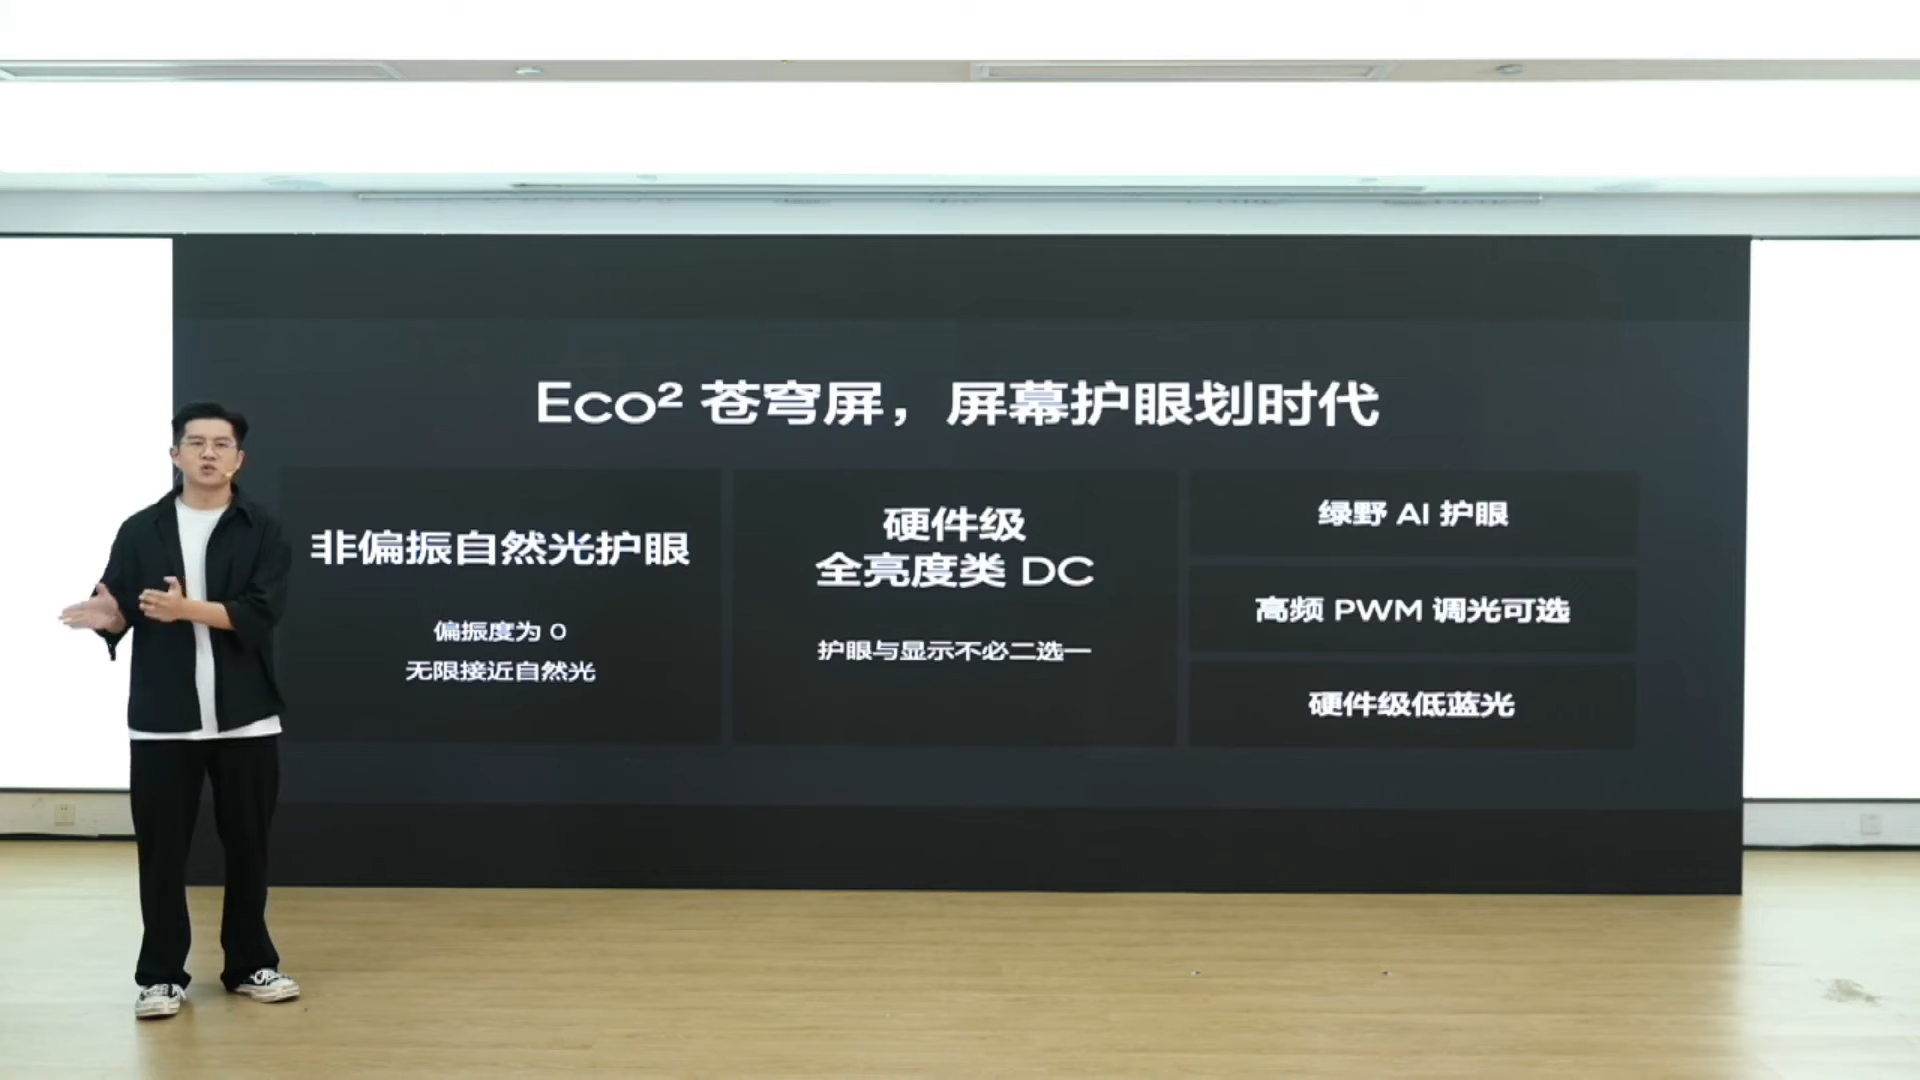 Eco² 苍穹屏，屏幕护眼划时代
非偏振自然光护眼
偏振度为 0
无限接近自然光
硬件级
全亮度类 DC
护眼与显示不必二选一
绿野 AI 护眼
高频 PWM 调光可选
硬件级低蓝光